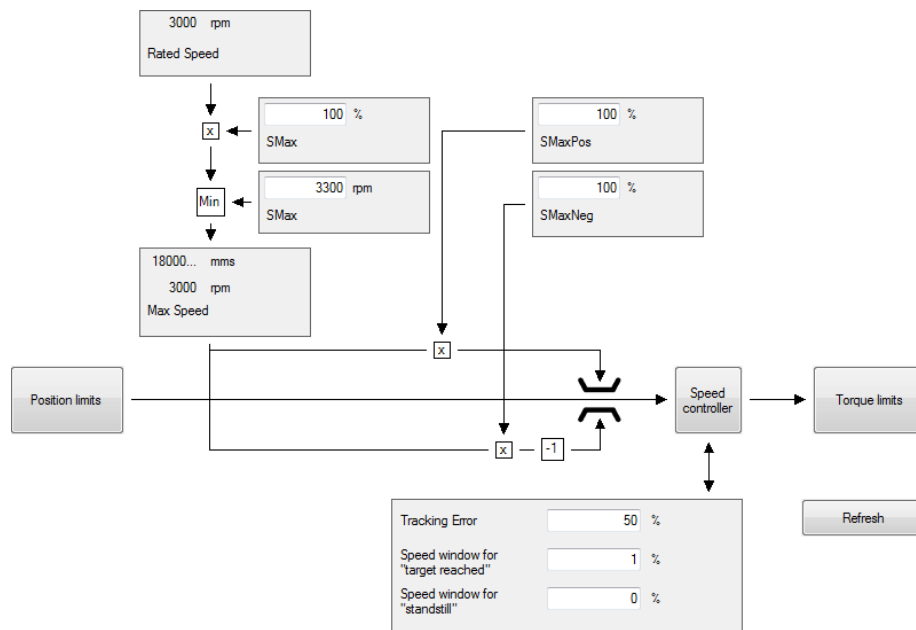 3000 rpm
Rated Speed
x
100 %
SMax
100 %
SMaxPos
Min
3300 rpm
SMax
100 %
SMaxNeg
18000... mms
3000 rpm
Max Speed
x
Position limits
Speed
controller
Torque limits
x
-1
Tracking Error 50 %
Speed window for
"target reached" 1 %
Speed window for
"standstill" 0 %
Refresh